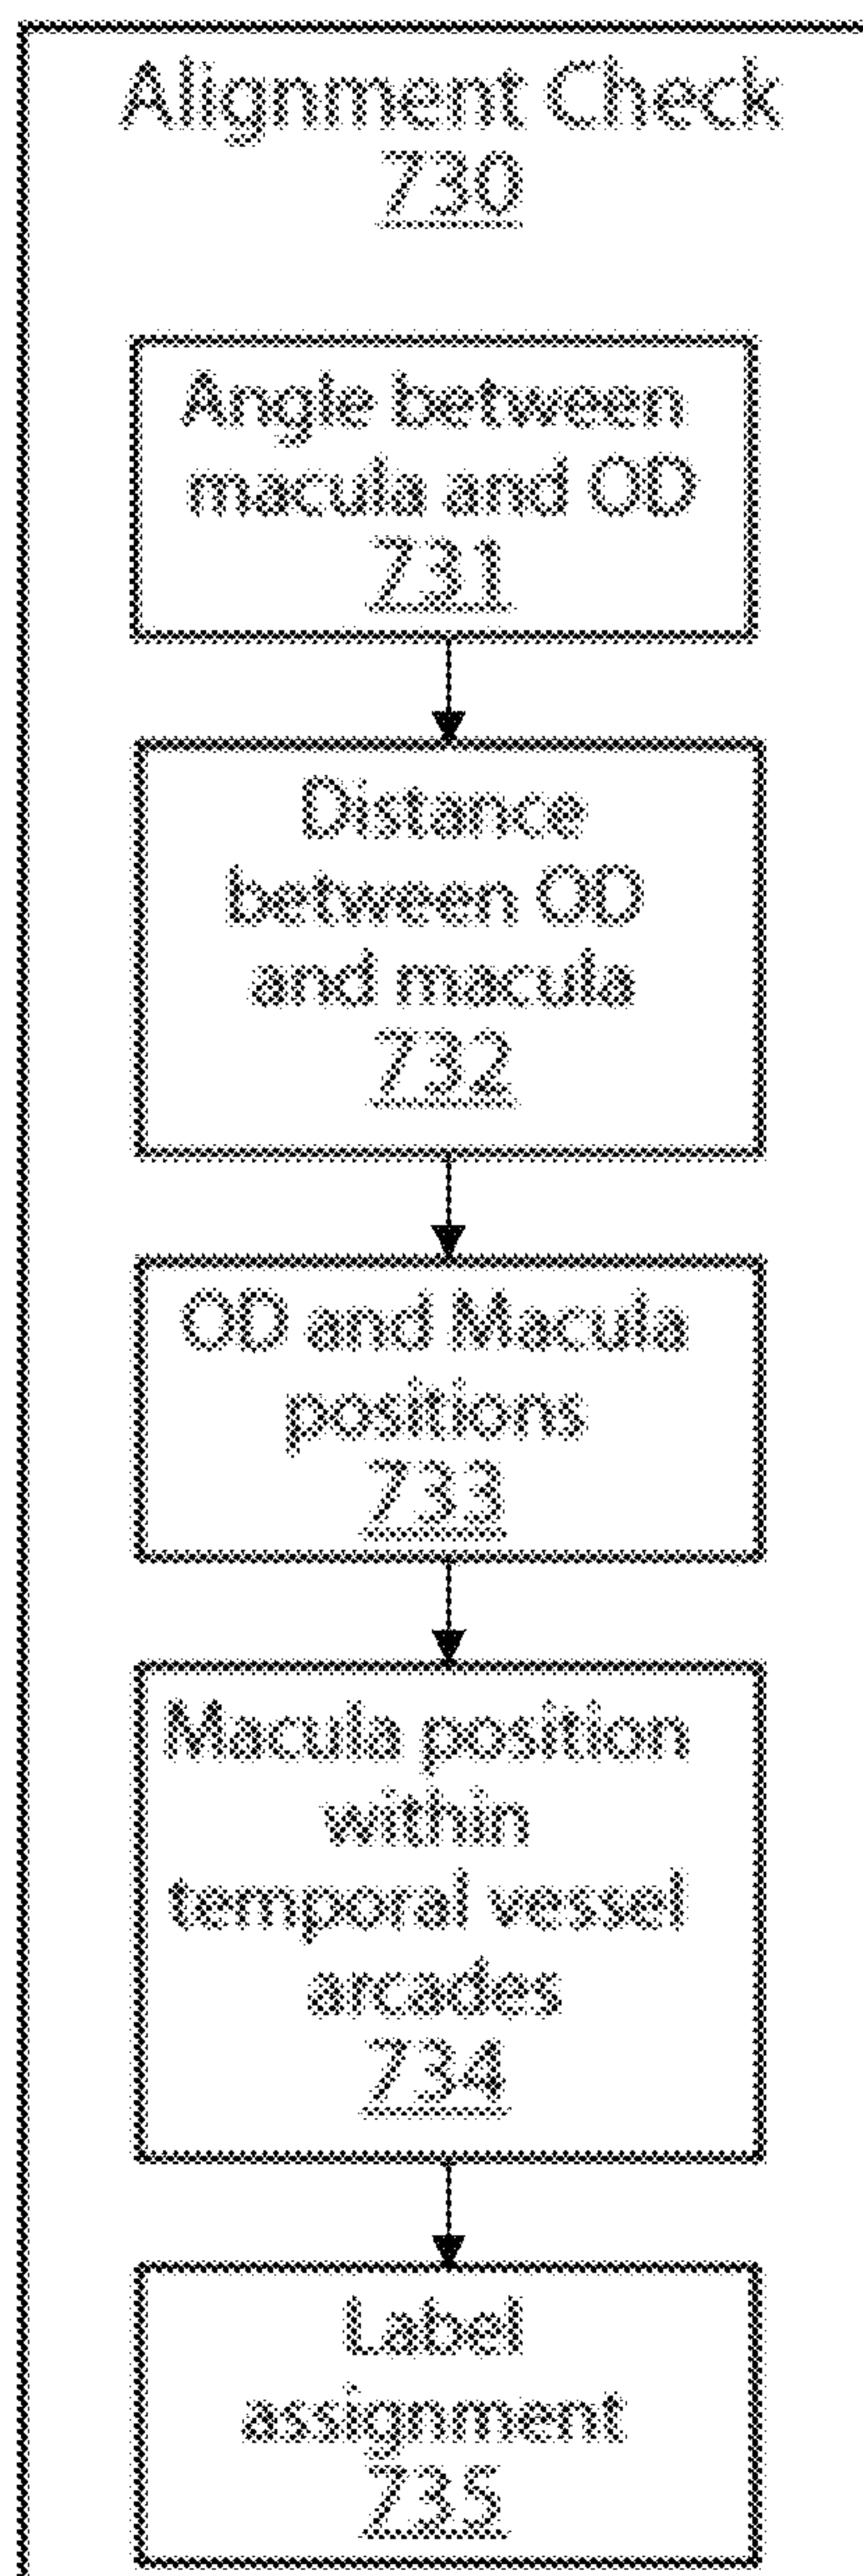 Alignment Check
730
Angle between
macula and OD
731
Distance
between OD
and macula
732
OD and Macula
positions
733
Macula position
within
temporal vessel
arcades
734
Label
assignment
735